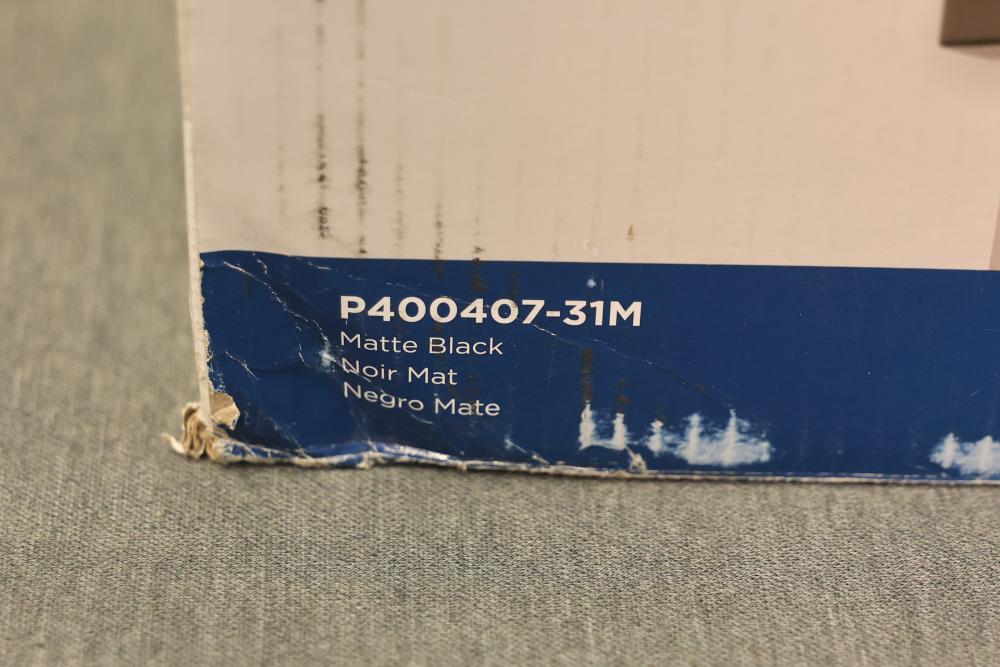 P400407-31M
Matte Black
Noir Mat
Negro Mate